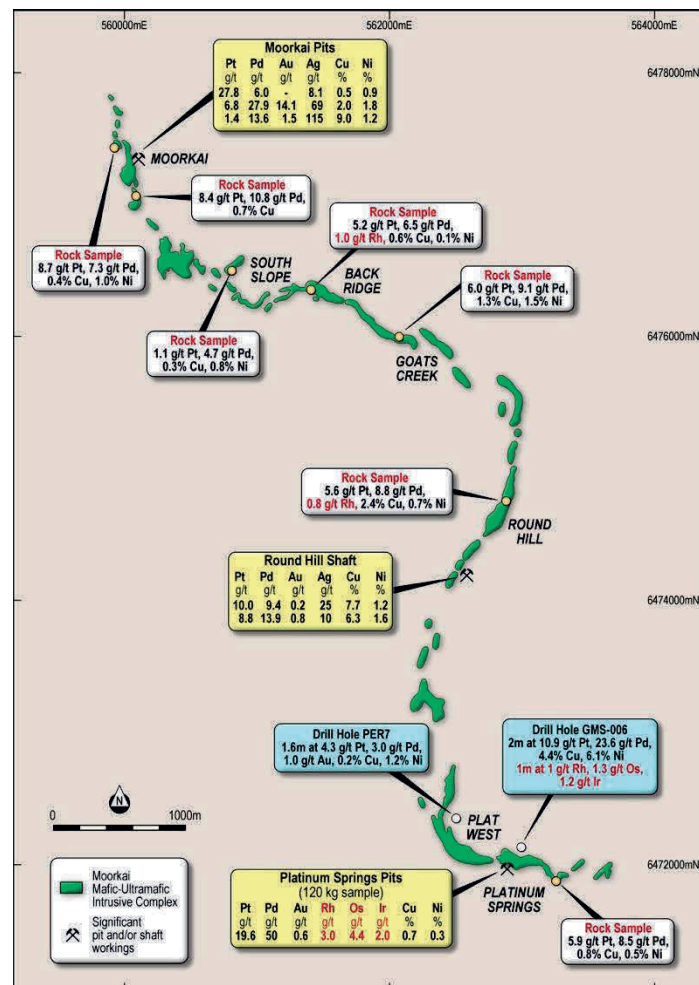 560000mE
562000mE
564000mE
6478000mN
Moorkai Pits
Pt Pd Au Ag Cu Ni
g/t g/t g/t g/t % %
27.8 6.0 - 8.1 0.5 0.9
6.8 27.9 14.1 69 2.0 1.8
1.4 13.6 1.5 115 9.0 1.2
MOORKAI
Rock Sample
8.4 g/t Pt, 10.8 g/t Pd,
0.7% Cu
Rock Sample
8.7 g/t Pt, 7.3 g/t Pd,
0.4% Cu, 1.0% Ni
SOUTH
SLOPE
Rock Sample
5.2 g/t Pt, 6.5 g/t Pd,
1.0 g/t Rh, 0.6% Cu, 0.1% Ni
BACK
RIDGE
Rock Sample
6.0 g/t Pt, 9.1 g/t Pd,
1.3% Cu, 1.5% Ni
6476000mN
Rock Sample
1.1 g/t Pt, 4.7 g/t Pd,
0.3% Cu, 0.8% Ni
GOATS
CREEK
Rock Sample
5.6 g/t Pt, 8.8 g/t Pd,
0.8 g/t Rh, 2.4% Cu, 0.7% Ni
ROUND
HILL
Round Hill Shaft
Pt Pd Au Ag Cu Ni
g/t g/t g/t g/t % %
10.0 9.4 0.2 25 7.7 1.2
8.8 13.9 0.8 10 6.3 1.6
6474000mN
Drill Hole PER7
1.6m at 4.3 g/t Pt, 3.0 g/t Pd,
1.0 g/t Au, 0.2% Cu, 1.2% Ni
Drill Hole GMS-006
2m at 10.9 g/t Pt, 23.6 g/t Pd,
4.4% Cu, 6.1% Ni
1m at 1 g/t Rh, 1.3 g/t Os,
1.2 g/t Ir
N
0 1000m
PLAT
WEST
6472000mN
Moorkai
Mafic-Ultramafic
Intrusive Complex
Significant
pit and/or shaft
workings
Platinum Springs Pits
(120 kg sample)
Pt Pd Au Rh Os Ir Cu Ni
g/t g/t g/t g/t g/t g/t % %
19.6 50 0.6 3.0 4.4 2.0 0.7 0.3
PLATINUM
SPRINGS
Rock Sample
5.9 g/t Pt, 8.5 g/t Pd,
0.8% Cu, 0.5% Ni